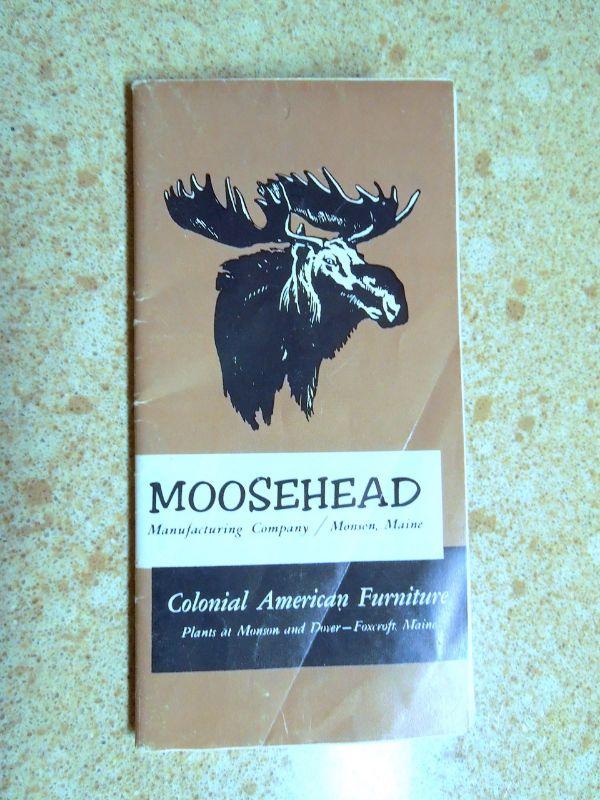 MOOSEHEAD
Manufacturing Company / Monson, Maine
Colonial American Furniture
Plants at Monson and Dover—Foxcroft, Maine